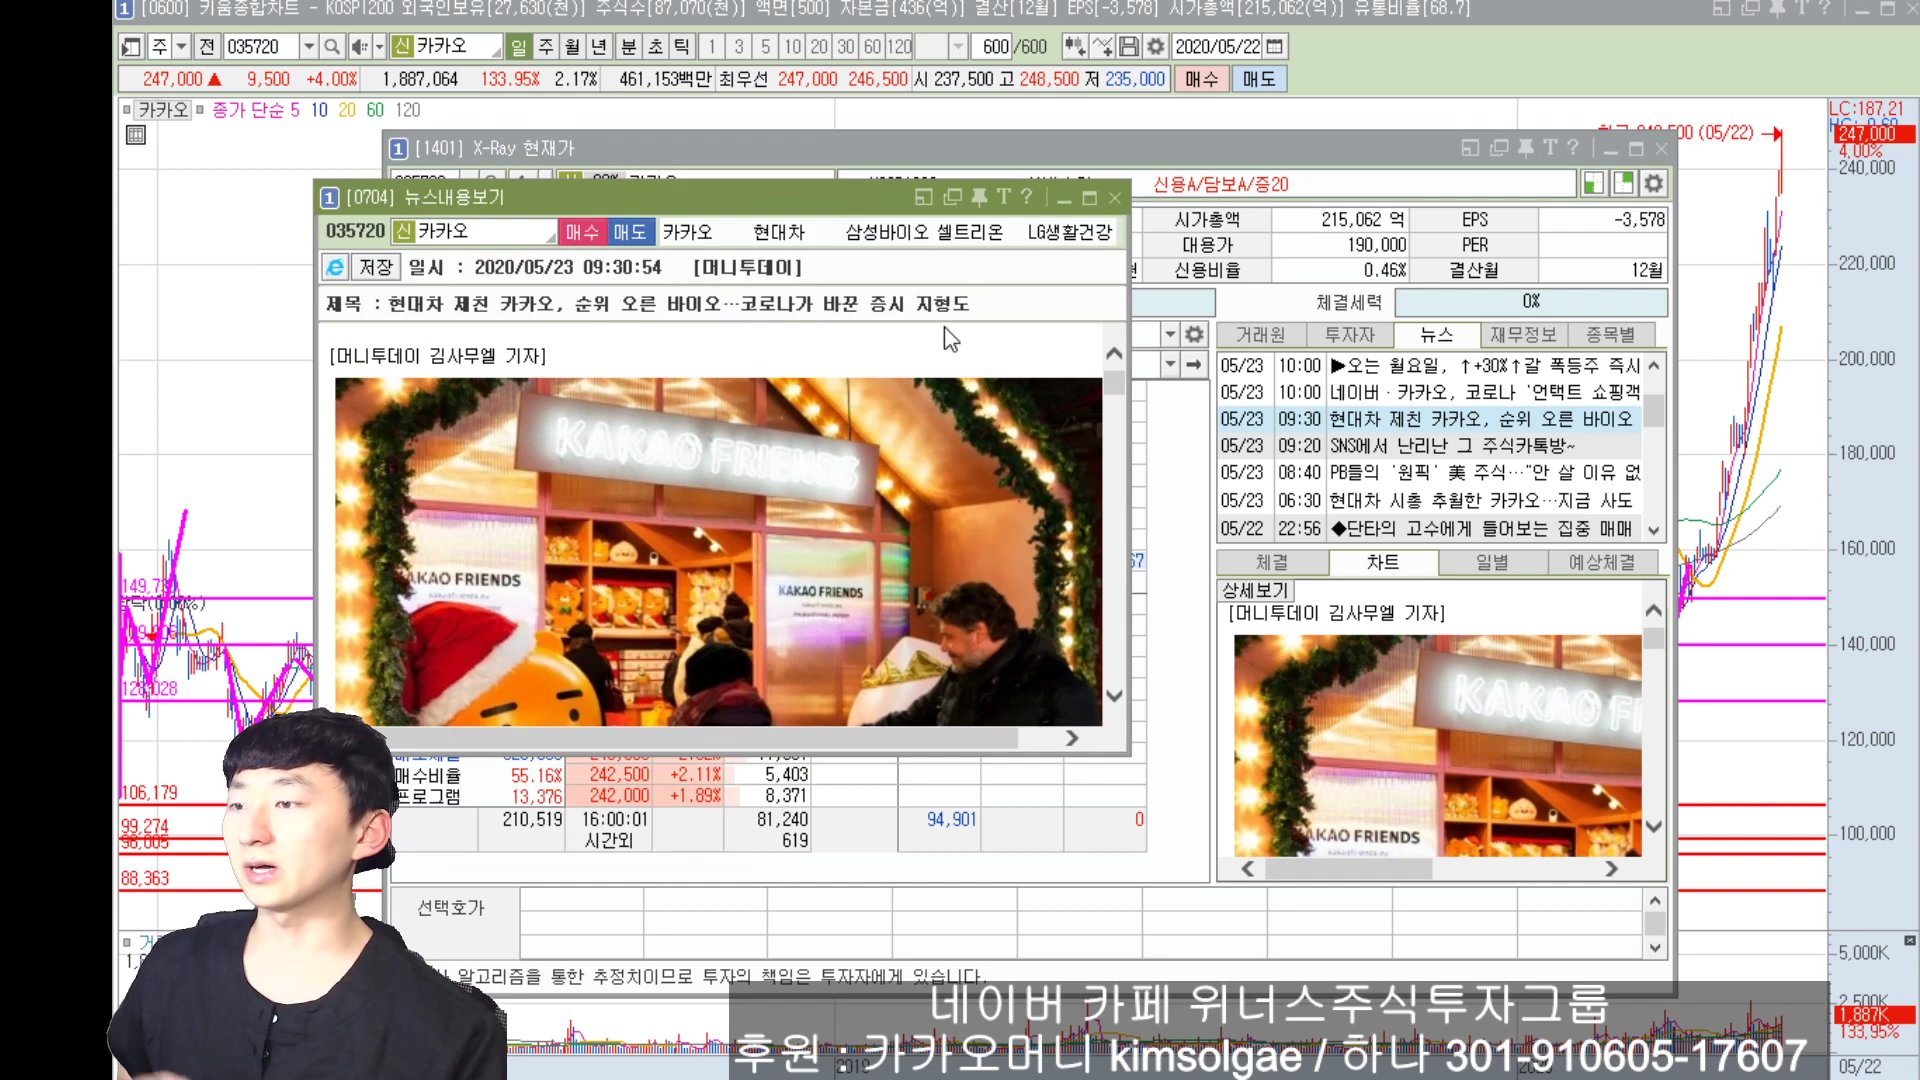 1 [0600] 키움종합차트 - KOSPI200 외국인보유[27,630(천)] 주식수[87,070(천)] 액면[500] 자본금[436(억)] 결산[12월] EPS[-3,578] 시가총액[215,062(억)] 유통비율[68.7]
주 전 035720 신 카카오 일 주 월 년 분 초 틱 1 3 5 10 20 30 60 120 600 /600 2020/05/22
247,000 ▲ 9,500 +4.00% 1,887,064 133.95% 2.17% 461,153백만 최우선 247,000 246,500 시 237,500 고 248,500 저 235,000 매수 매도
카카오 종가 단순 5 10 20 60 120
LC:187,21
(05/22)
247,000
4.00%
240,000
220,000
200,000
180,000
160,000
140,000
120,000
100,000
1 [1401] X-Ray 현재가
신용A/담보A/증20
시가총액 215,062 억 EPS -3,578
대용가 190,000 PER
신용비율 0.46% 결산월 12월
체결세력 0%
거래원 투자자 뉴스 재무정보 종목별
05/23 10:00 ▶오는 월요일, ↑+30%↑갈 폭등주 즉시
05/23 10:00 네이버·카카오, 코로나 '언택트 쇼핑객
05/23 09:30 현대차 제친 카카오, 순위 오른 바이오
05/23 09:20 SNS에서 난리난 그 주식카톡방~
05/23 08:40 PB들의 '원픽' 美 주식…"안 살 이유 없
05/23 06:30 현대차 시총 추월한 카카오…지금 사도
05/22 22:56 ◆단타의 고수에게 들어보는 집중 매매
체결 차트 일별 예상체결
상세보기
[머니투데이 김사무엘 기자]
KAKAO
KAKAO FRIENDS
1 [0704] 뉴스내용보기
035720 신 카카오 매수 매도 카카오 현대차 삼성바이오 셀트리온 LG생활건강
저장 일시 : 2020/05/23 09:30:54 [머니투데이]
제목 : 현대차 제친 카카오, 순위 오른 바이오…코로나가 바꾼 증시 지형도
[머니투데이 김사무엘 기자]
KAKAO FRIENDS
KAKAO FRIENDS
KAKAO FRIENDS
매수비율 55.16% 242,500 +2.11% 5,403
프로그램 13,376 242,000 +1.89% 8,371
210,519 16:00:01 81,240 94,901 0
시간외 619
선택호가
알고리즘을 통한 추정치이므로 투자의 책임은 투자자에게 있습니다.
106,179
99,274
88,363
5,000K
2,500K
1,887K
133.95%
2019
05/22
네이버 카페 위너스주식투자그룹
후원 : 카카오머니 kimsolgae / 하나 301-910605-17607